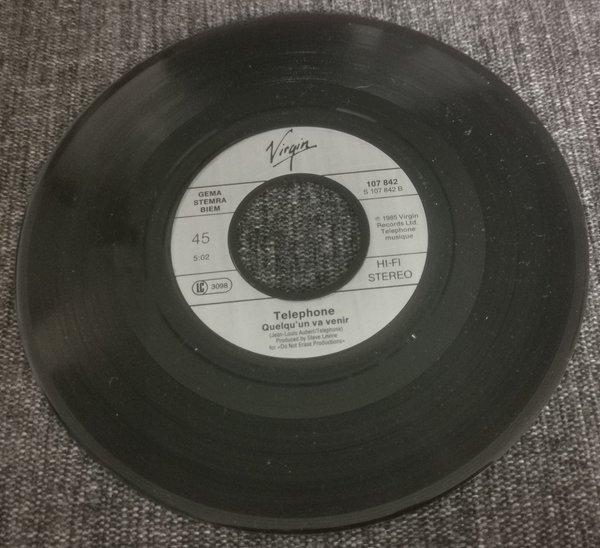 Virgin
GEMA
STEMRA
BIEM
107 842
S 107 842 B
45
5:02
℗ 1985 Virgin
Records Ltd.
Telephone
musique
LC 3098
HI-FI
STEREO
Telephone
Quelqu'un va venir
(Jean-Louis Aubert/Telephone)
Produced by Steve Levine
for «Do Not Erase Productions»